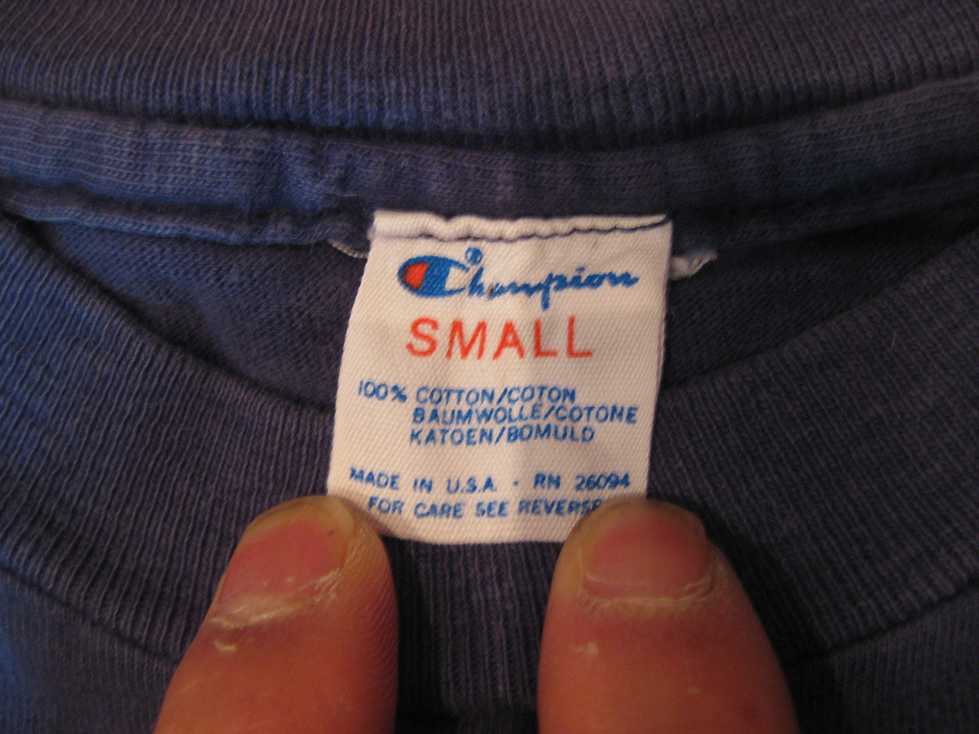 Champion
SMALL
100% COTTON/COTON
BAUMWOLLE/COTONE
KATOEN/BOMULD
MADE IN U.S.A. · RN 26094
FOR CARE SEE REVERSE